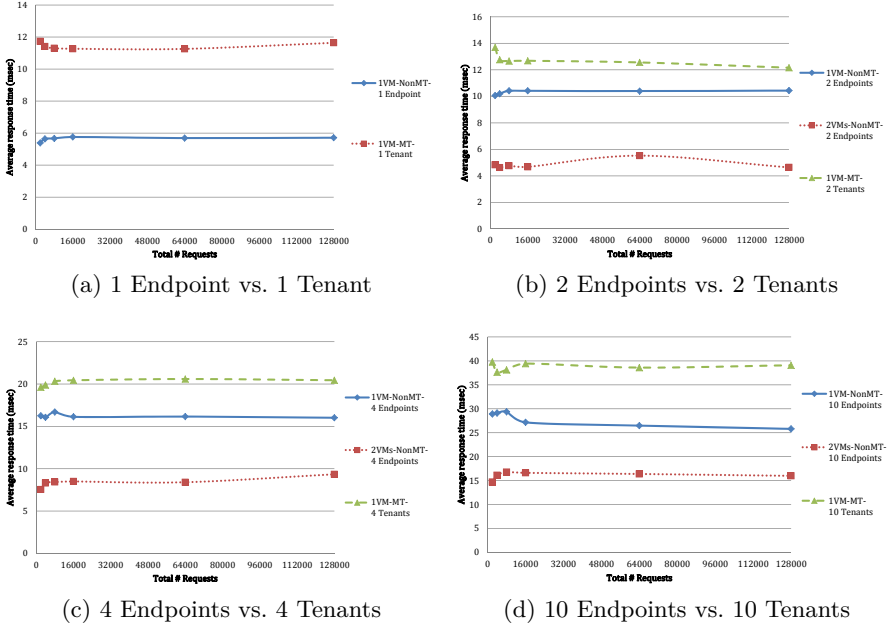 14
12
10
8
6
4
2
0
Average response time (msec)
0 16000 32000 48000 64000 80000 96000 112000 128000
Total # Requests
1VM-NonMT-
1 Endpoint
1VM-MT-
1 Tenant
(a) 1 Endpoint vs. 1 Tenant
16
14
12
10
8
6
4
2
0
Average response time (msec)
0 16000 32000 48000 64000 80000 96000 112000 128000
Total # Requests
1VM-NonMT-
2 Endpoints
2VMs-NonMT-
2 Endpoints
1VM-MT-
2 Tenants
(b) 2 Endpoints vs. 2 Tenants
25
20
15
10
5
0
Average response time (msec)
0 16000 32000 48000 64000 80000 96000 112000 128000
Total # Requests
1VM-NonMT-
4 Endpoints
2VMs-NonMT-
4 Endpoints
1VM-MT-
4 Tenants
(c) 4 Endpoints vs. 4 Tenants
45
40
35
30
25
20
15
10
5
0
Average response time (msec)
0 16000 32000 48000 64000 80000 96000 112000 128000
Total # Requests
1VM-NonMT-
10 Endpoints
2VMs-NonMT-
10 Endpoints
1VM-MT-
10 Tenants
(d) 10 Endpoints vs. 10 Tenants